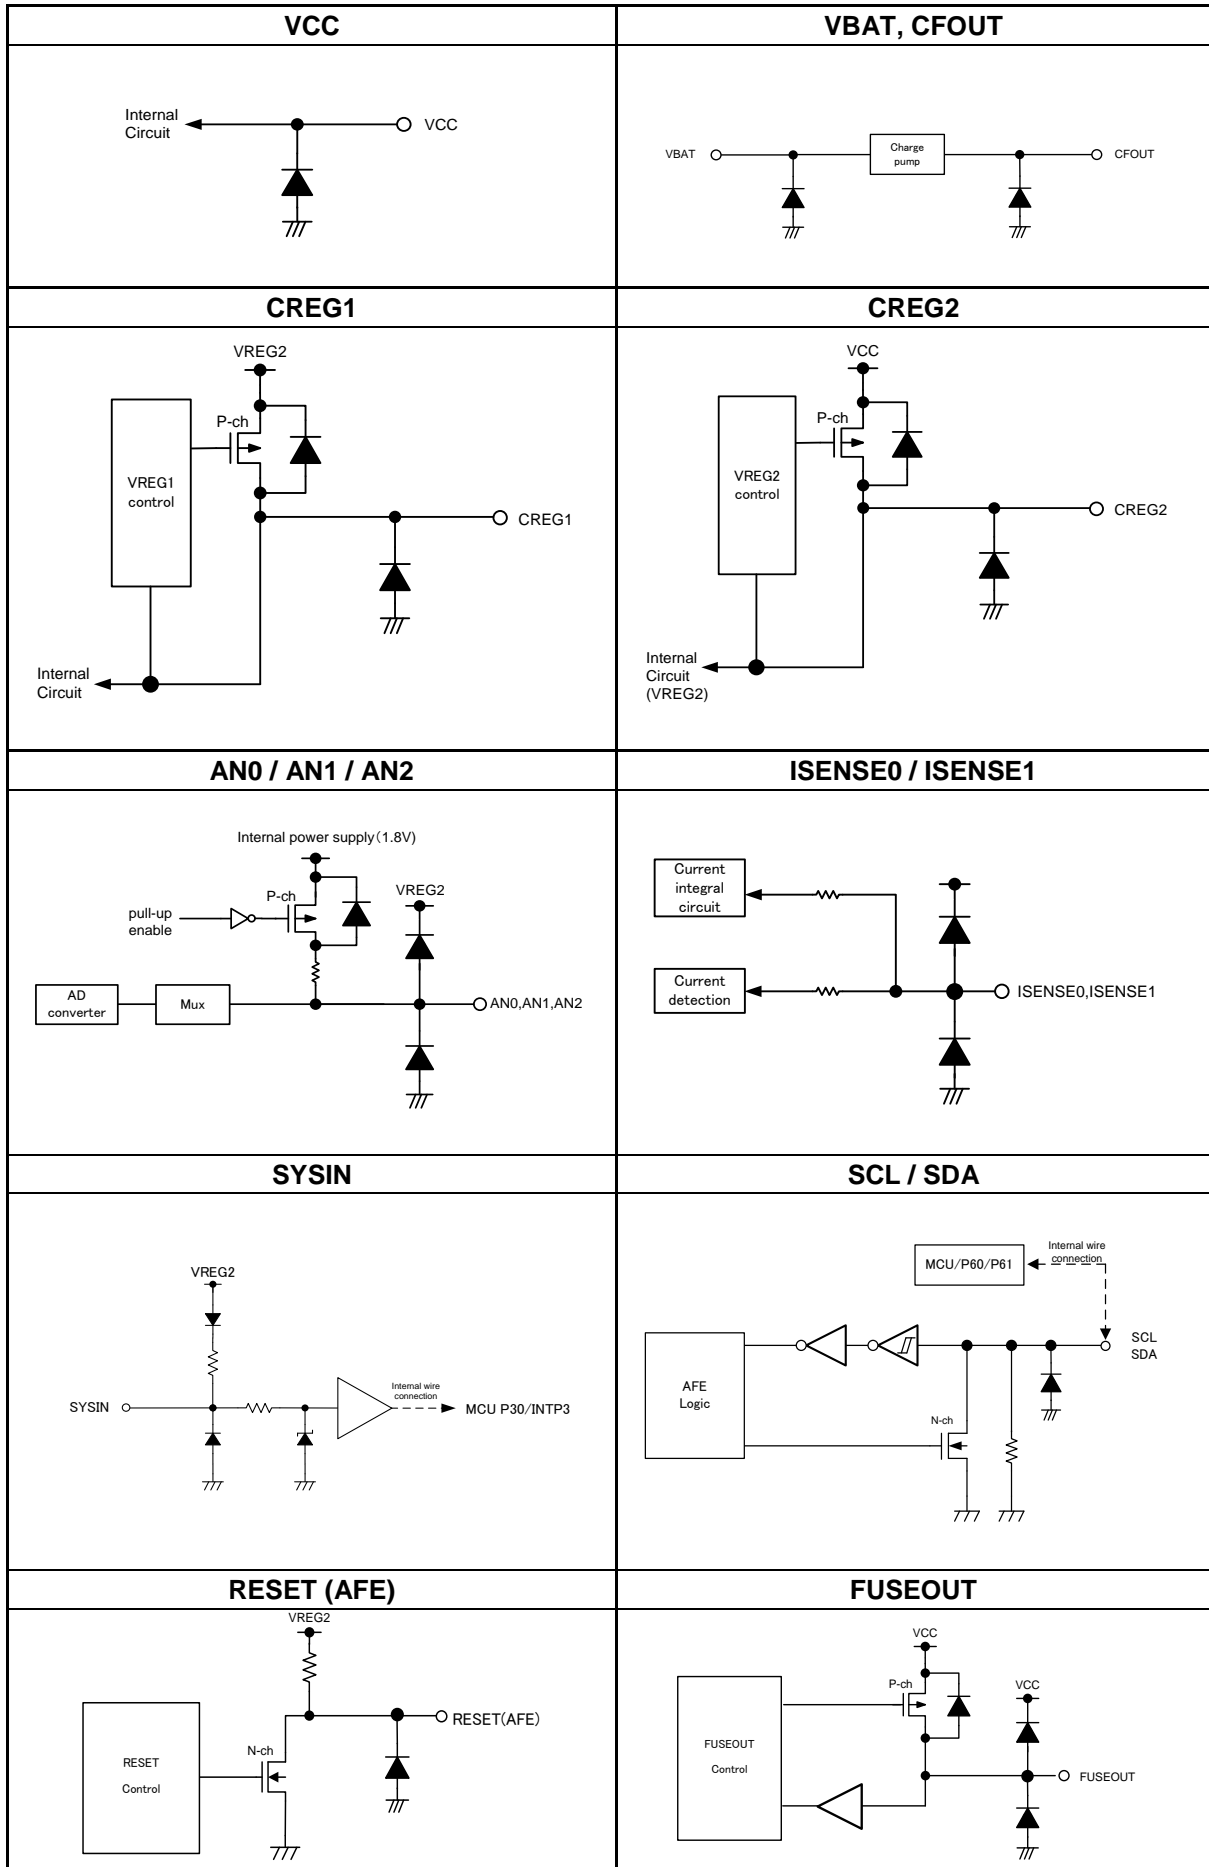 VCC
VBAT, CFOUT
Internal
Circuit
VCC
VBAT
Charge
pump
CFOUT
CREG1
CREG2
VREG2
P-ch
VREG1
control
CREG1
Internal
Circuit
VCC
P-ch
VREG2
control
CREG2
Internal
Circuit
(VREG2)
AN0 / AN1 / AN2
ISENSE0 / ISENSE1
Internal power supply(1.8V)
P-ch
VREG2
pull-up
enable
AD
converter
Mux
AN0,AN1,AN2
Current
integral
circuit
Current
detection
ISENSE0,ISENSE1
SYSIN
SCL / SDA
VREG2
SYSIN
Internal wire
connection
MCU P30/INTP3
MCU/P60/P61
Internal wire
connection
SCL
SDA
AFE
Logic
N-ch
RESET (AFE)
FUSEOUT
VREG2
RESET(AFE)
N-ch
RESET
Control
VCC
P-ch
VCC
FUSEOUT
Control
FUSEOUT